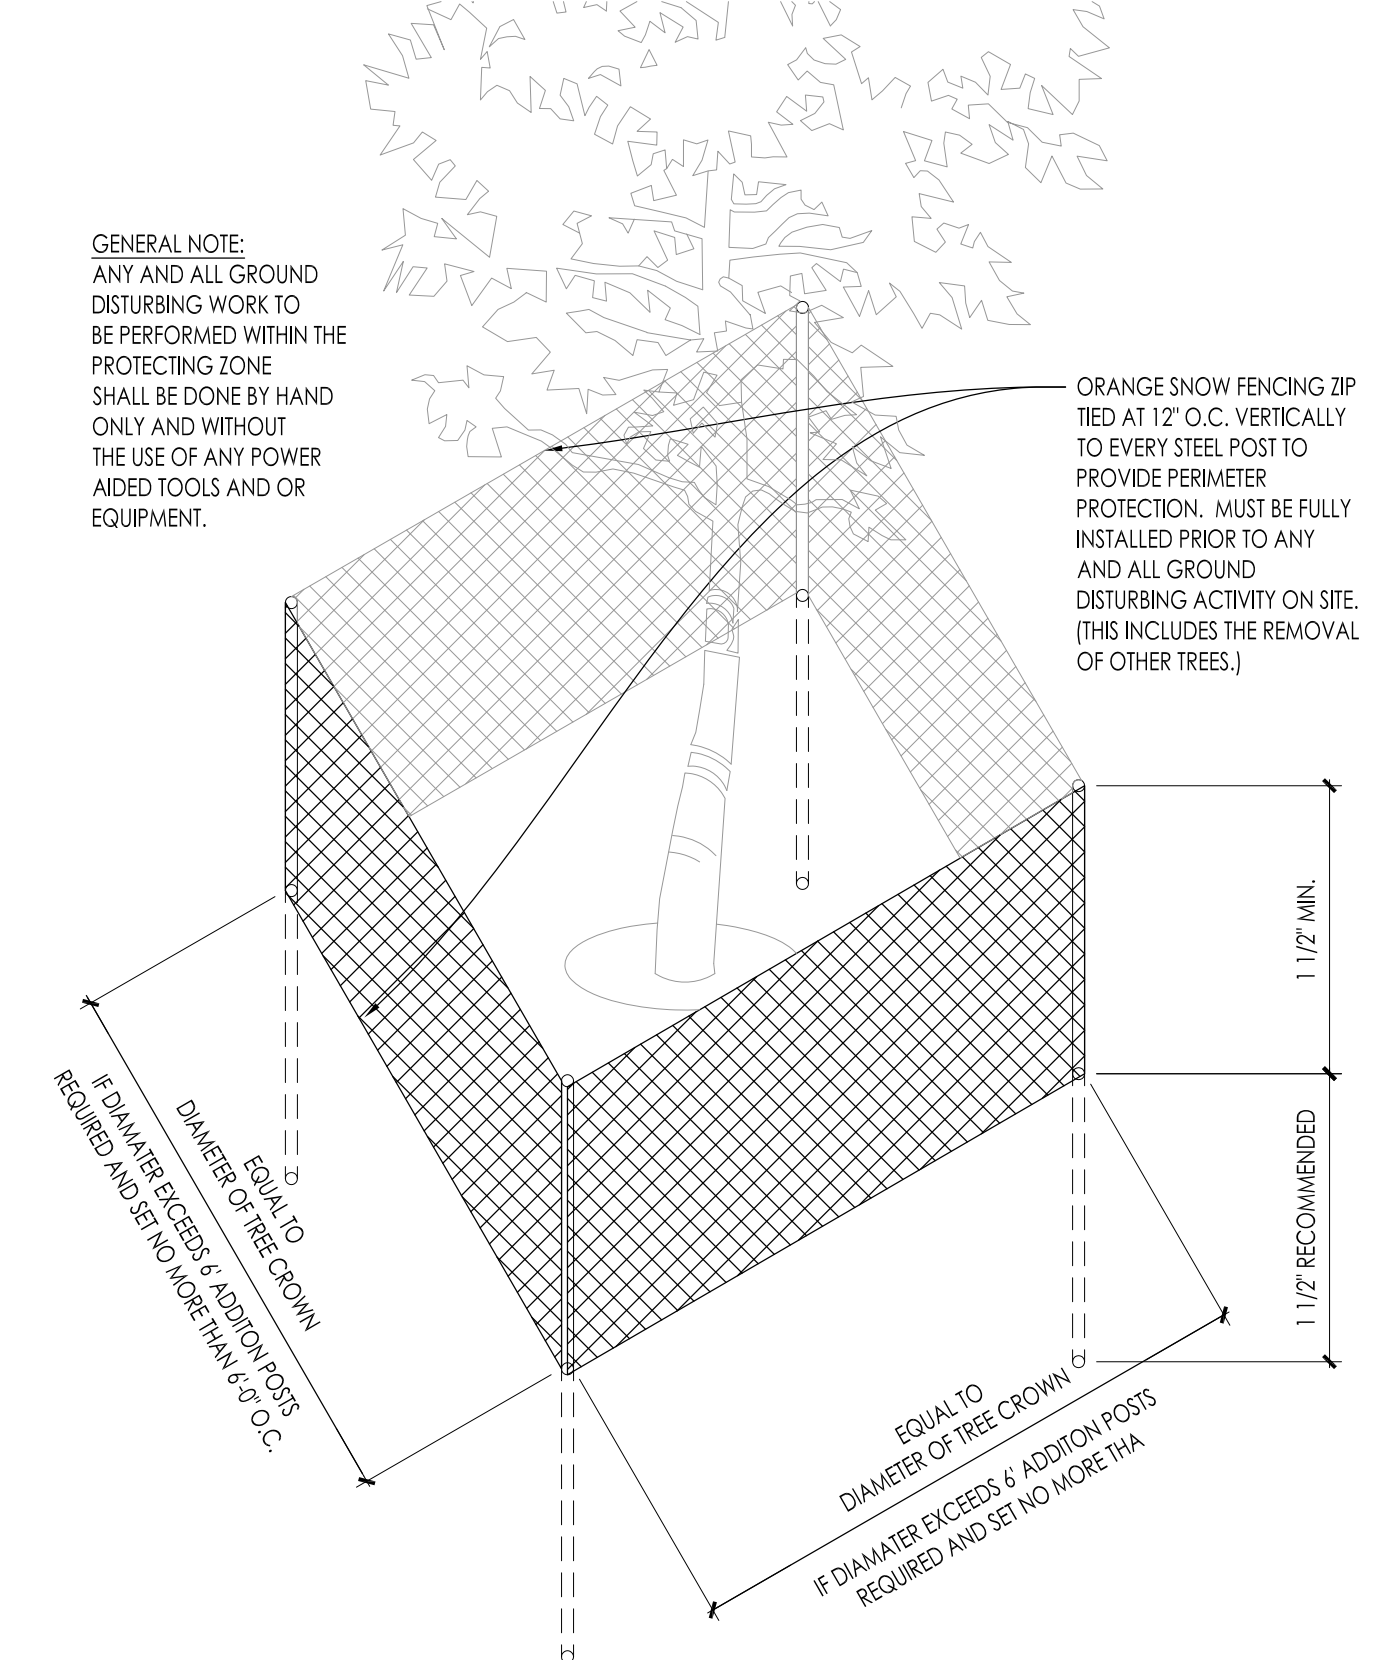 GENERAL NOTE:
ANY AND ALL GROUND
DISTURBING WORK TO
BE PERFORMED WITHIN THE
PROTECTING ZONE
SHALL BE DONE BY HAND
ONLY AND WITHOUT
THE USE OF ANY POWER
AIDED TOOLS AND OR
EQUIPMENT.
ORANGE SNOW FENCING ZIP
TIED AT 12" O.C. VERTICALLY
TO EVERY STEEL POST TO
PROVIDE PERIMETER
PROTECTION.  MUST BE FULLY
INSTALLED PRIOR TO ANY
AND ALL GROUND
DISTURBING ACTIVITY ON SITE.
(THIS INCLUDES THE REMOVAL
OF OTHER TREES.)
1 1/2" MIN.
1 1/2" RECOMMENDED
EQUAL TO
DIAMETER OF TREE CROWN
IF DIAMATER EXCEEDS 6' ADDITON POSTS
REQUIRED AND SET NO MORE THAN 6'-0" O.C.
EQUAL TO
DIAMETER OF TREE CROWN
IF DIAMATER EXCEEDS 6' ADDITON POSTS
REQUIRED AND SET NO MORE THA